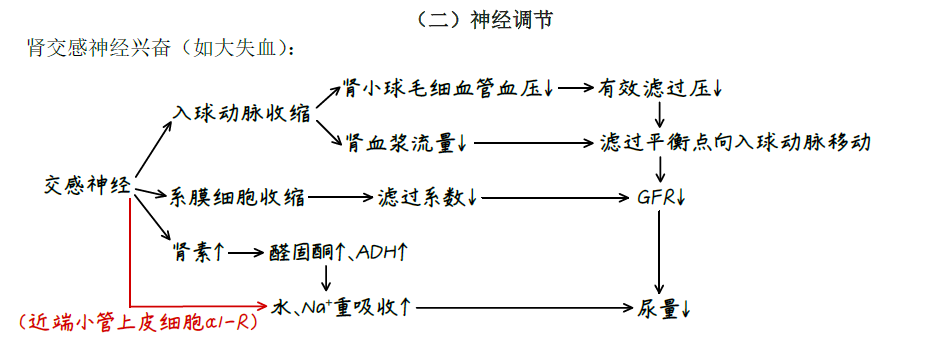 （二）神经调节
肾交感神经兴奋（如大失血）：
肾小球毛细血管血压↓ → 有效滤过压↓
入球动脉收缩
肾血浆流量↓ → 滤过平衡点向入球动脉移动
交感神经
系膜细胞收缩 → 滤过系数↓ → GFR↓
肾素↑ → 醛固酮↑、ADH↑
水、Na⁺重吸收↑ → 尿量↓
(近端小管上皮细胞α1-R)